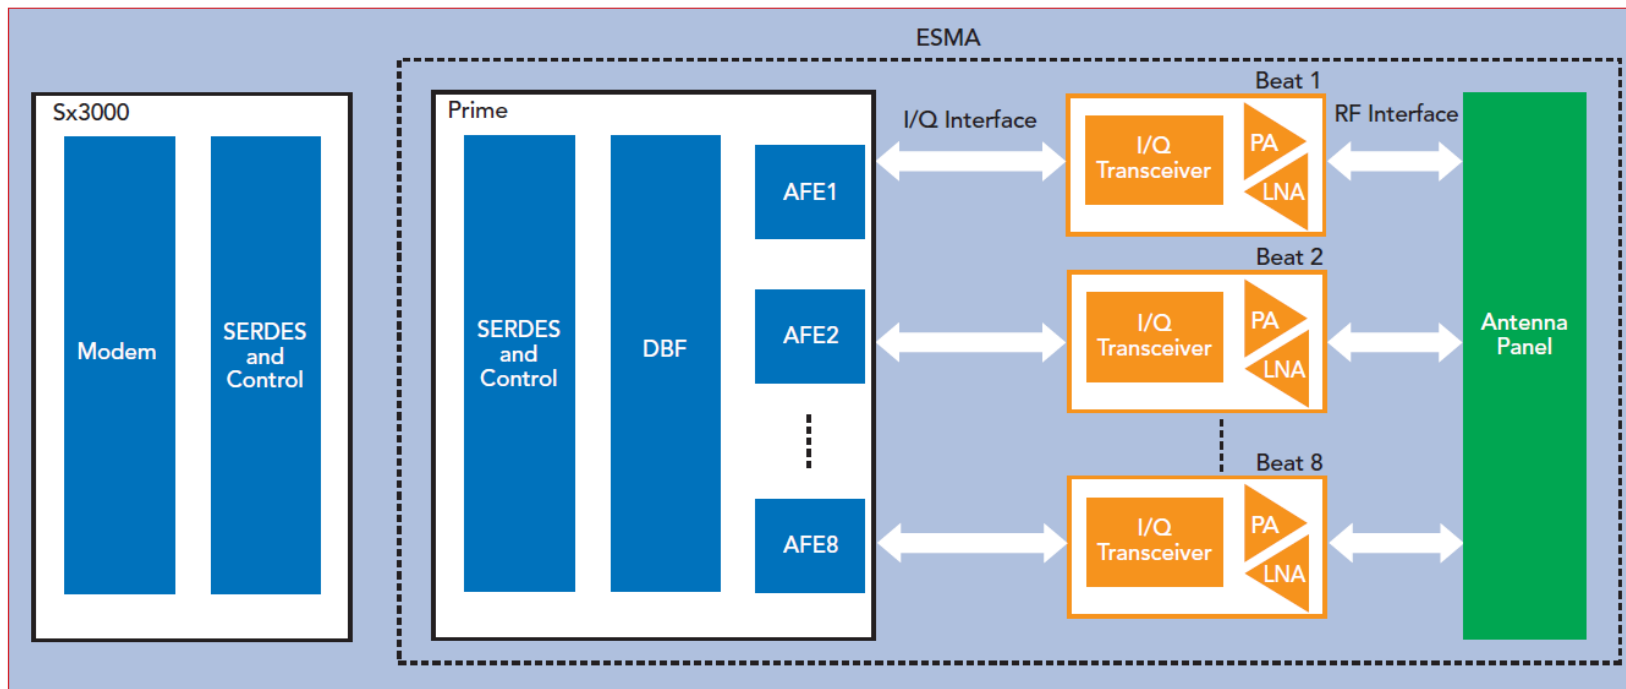 ESMA
Sx3000
Modem
SERDES
and
Control
Prime
SERDES
and
Control
DBF
AFE1
AFE2
AFE8
I/Q Interface
Beat 1
I/Q
Transceiver
PA
LNA
RF Interface
Beat 2
I/Q
Transceiver
PA
LNA
Beat 8
I/Q
Transceiver
PA
LNA
Antenna
Panel